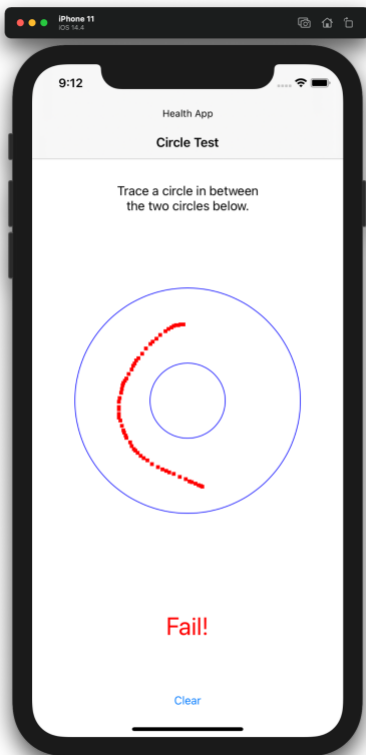 iPhone 11
iOS 14.4
9:12
Health App
Circle Test
Trace a circle in between
the two circles below.
Fail!
Clear